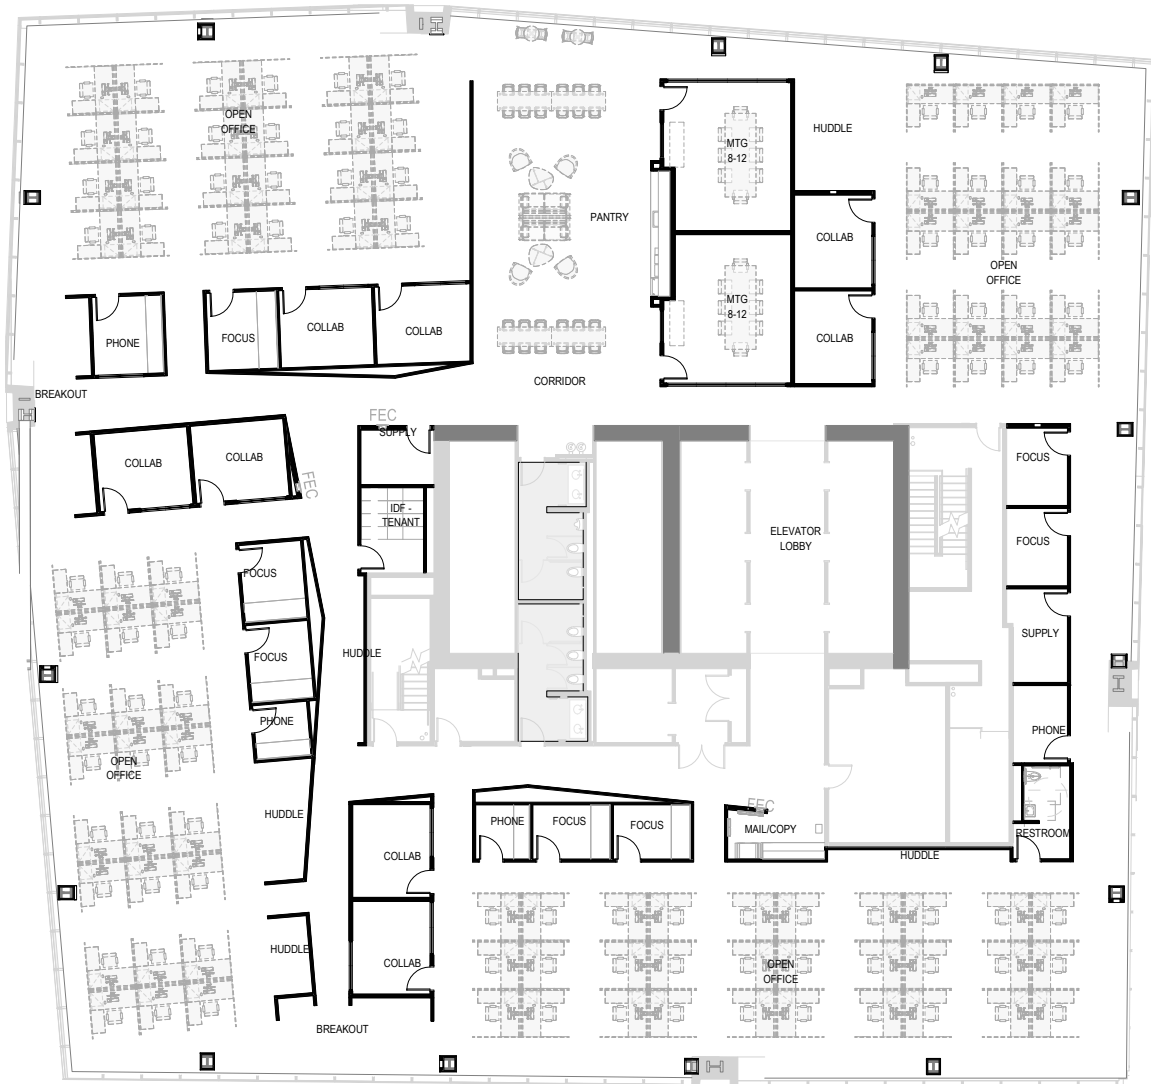 OPEN
OFFICE
HUDDLE
MTG
8-12
PANTRY
COLLAB
OPEN
OFFICE
MTG
8-12
PHONE
FOCUS
COLLAB
COLLAB
COLLAB
CORRIDOR
BREAKOUT
FEC
SUPPLY
COLLAB
COLLAB
FOCUS
FEC
IDF -
TENANT
ELEVATOR
LOBBY
FOCUS
FOCUS
SUPPLY
HUDDLE
FOCUS
PHONE
PHONE
OPEN
OFFICE
HUDDLE
FEC
PHONE
FOCUS
FOCUS
MAIL/COPY
RESTROOM
COLLAB
HUDDLE
HUDDLE
COLLAB
OPEN
OFFICE
BREAKOUT